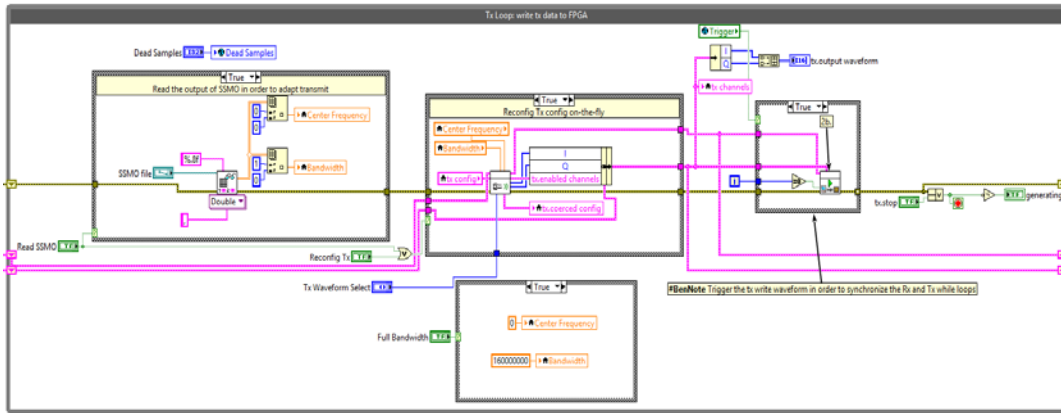 Tx Loop: write tx data to FPGA
Trigger
Dead Samples
Dead Samples
I
Q
tx.output waveform
True
Read the output of SSMO in order to adapt transmit
tx channels
True
Reconfig Tx config on-the-fly
True
0
0
Center Frequency
Center Frequency
Bandwidth
%.0f
Bandwidth
I
Q
tx config
tx.enabled channels
SSMO file
Double
tx.coerced config
tx.stop
generating
Read SSMO
Reconfig Tx
Tx Waveform Select
#BenNote Trigger the tx write waveform in order to synchronize the Rx and Tx while loops
True
0
Center Frequency
Full Bandwidth
160000000
Bandwidth